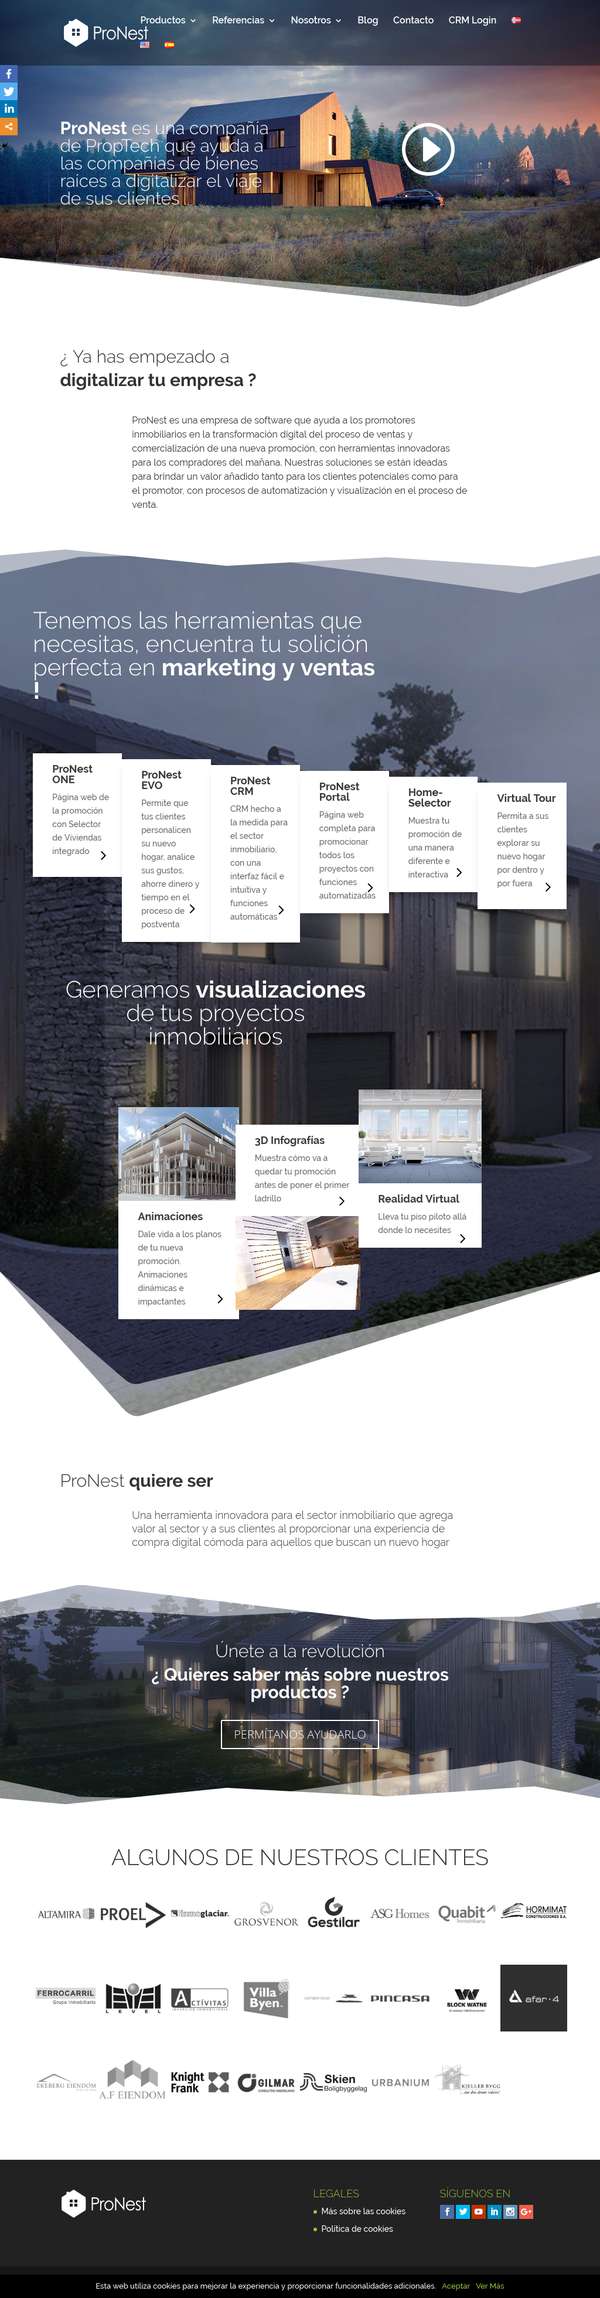 ProNest
Productos
Referencias
Nosotros
Blog
Contacto
CRM Login
ProNest es una compañía
de PropTech que ayuda a
las compañías de bienes
raices a digitalizar el viaje
de sus clientes
¿ Ya has empezado a
digitalizar tu empresa ?
ProNest es una empresa de software que ayuda a los promotores
inmobiliarios en la transformación digital del proceso de ventas y
comercialización de una nueva promoción, con herramientas innovadoras
para los compradores del mañana. Nuestras soluciones se están ideadas
para brindar un valor añadido tanto para los clientes potenciales como para
el promotor, con procesos de automatización y visualización en el proceso de
venta.
Tenemos las herramientas que
necesitas, encuentra tu solición
perfecta en marketing y ventas
!
ProNest
ONE
Página web de
la promoción
con Selector
de Viviendas
integrado
ProNest
EVO
Permite que
tus clientes
personalicen
su nuevo
hogar, analice
sus gustos,
ahorre dinero y
tiempo en el
proceso de
postventa
ProNest
CRM
CRM hecho a
la medida para
el sector
inmobiliario,
con una
interfaz fácil e
intuitiva y
funciones
automáticas
ProNest
Portal
Página web
completa para
promocionar
todos los
proyectos con
funciones
automatizadas
Home-
Selector
Muestra tu
promoción de
una manera
diferente e
interactiva
Virtual Tour
Permita a sus
clientes
explorar su
nuevo hogar
por dentro y
por fuera
Generamos visualizaciones
de tus proyectos
inmobiliarios
Animaciones
Dale vida a los planos
de tu nueva
promoción.
Animaciones
dinámicas e
impactantes
3D Infografías
Muestra cómo va a
quedar tu promoción
antes de poner el primer
ladrillo
Realidad Virtual
Lleva tu piso piloto allá
donde lo necesites
ProNest quiere ser
Una herramienta innovadora para el sector inmobiliario que agrega
valor al sector y a sus clientes al proporcionar una experiencia de
compra digital cómoda para aquellos que buscan un nuevo hogar
Únete a la revolución
¿ Quieres saber más sobre nuestros
productos ?
PERMÍTANOS AYUDARLO
ALGUNOS DE NUESTROS CLIENTES
ALTAMIRA
PROEL
GROSVENOR
Gestilar
ASG Homes
Quabit
Inmobiliaria
HORMIMAT
CONSTRUCCIONES S.A.
FERROCARRIL
Grupo Inmobiliario
LEVEL
ACTÍVITAS
Villa
Byen
PINCASA
BLOCK WATNE
afar·4
EKEBERG EIENDOM
A.F EIENDOM
Knight
Frank
GILMAR
Skien
Boligbyggelag
URBANIUM
KJELLER BYGG
ProNest
LEGALES
Más sobre las cookies
Política de cookies
SÍGUENOS EN
Esta web utiliza cookies para mejorar la experiencia y proporcionar funcionalidades adicionales. Aceptar Ver Más